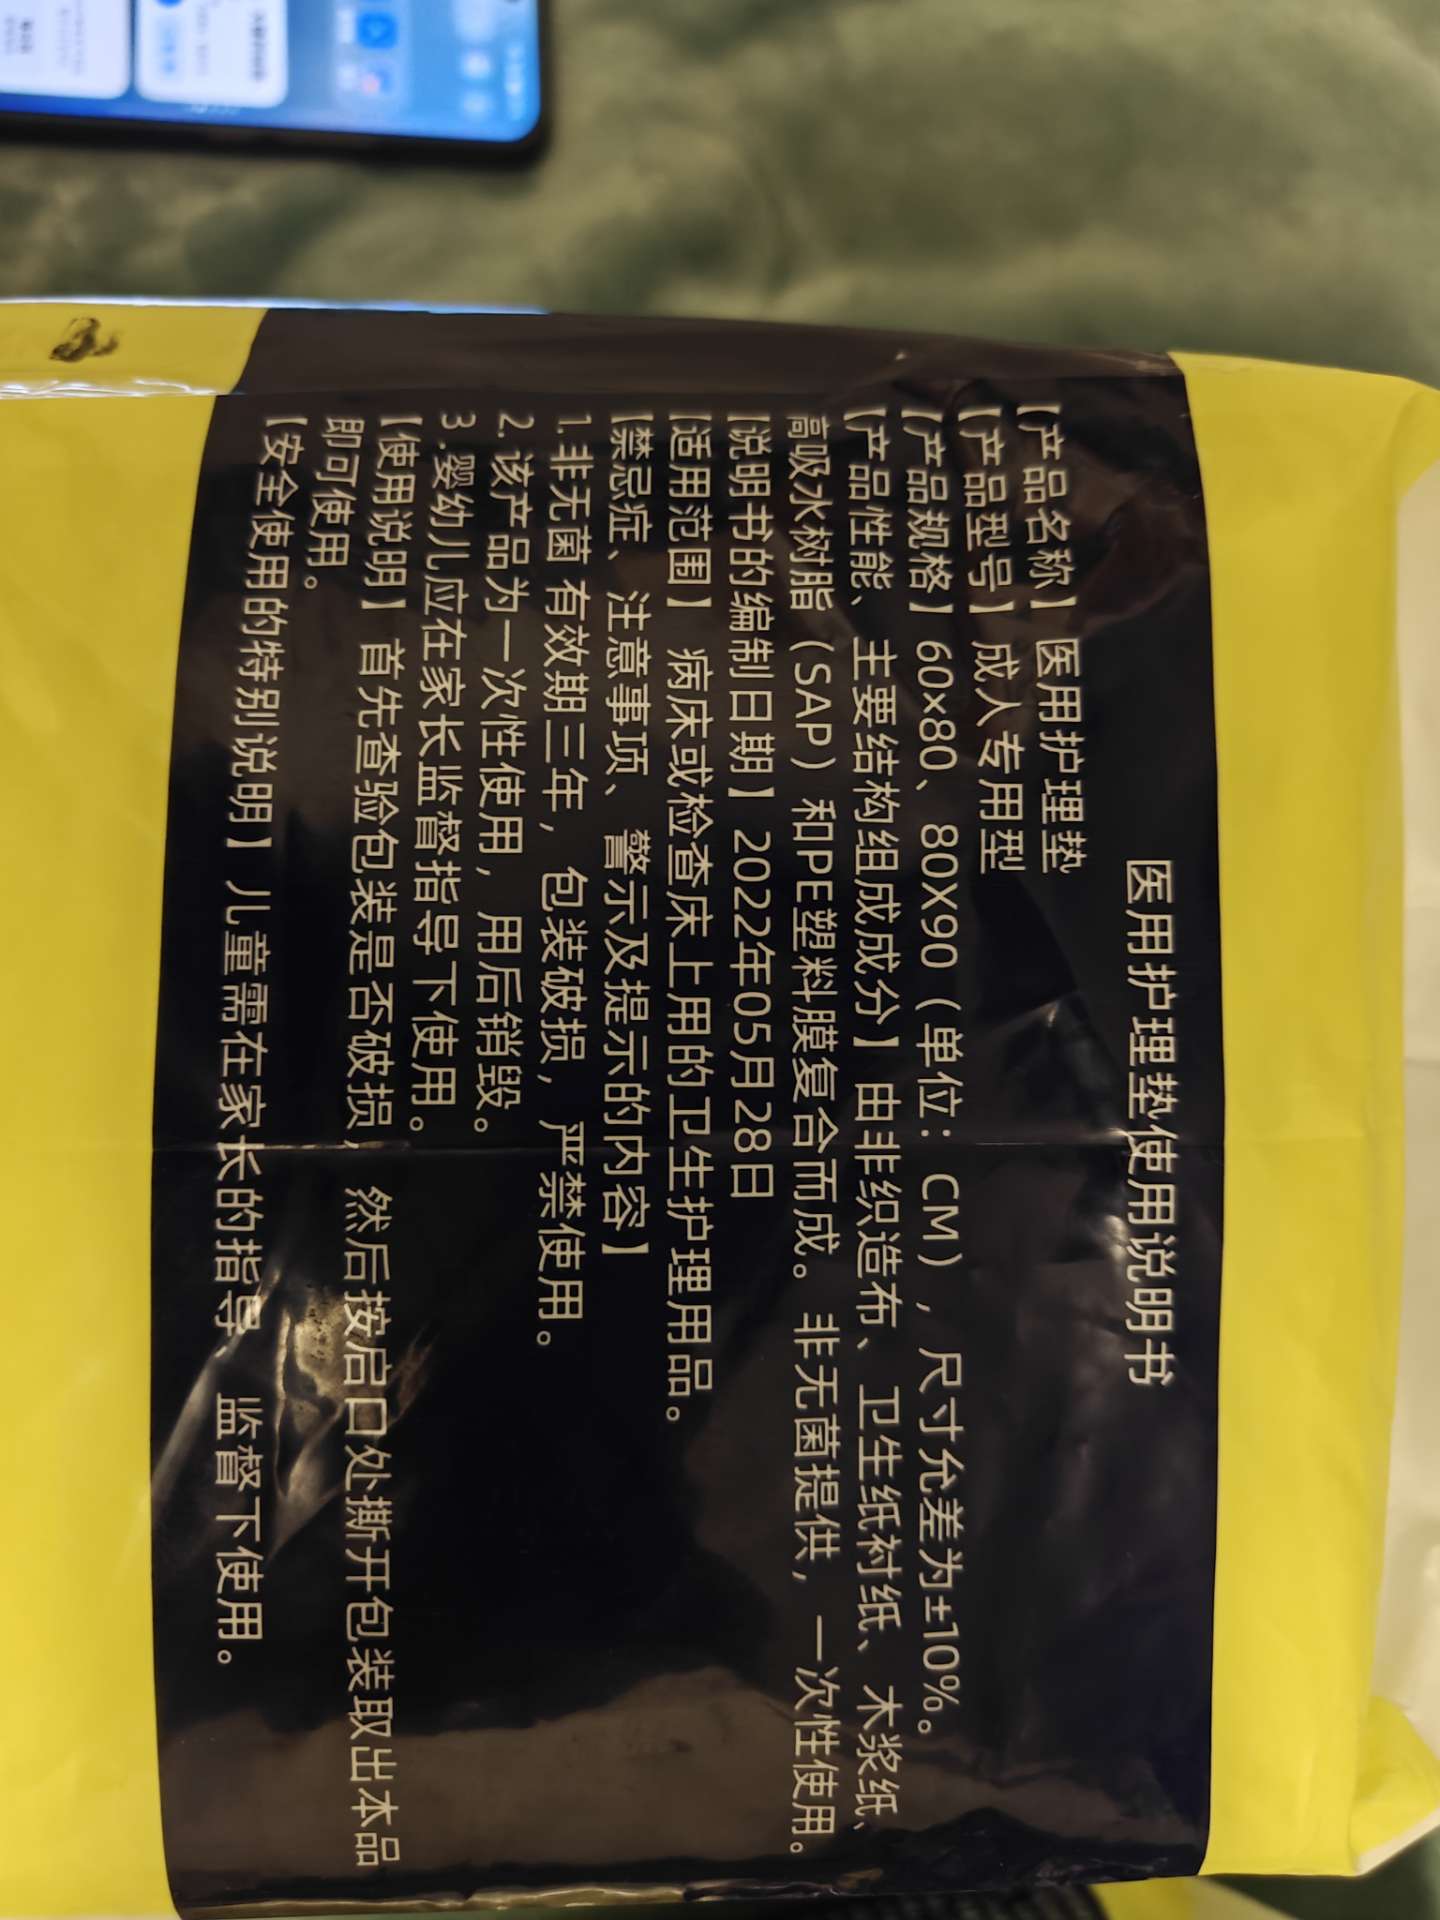 医用护理垫使用说明书
【产品名称】医用护理垫
【产品型号】成人专用型
【产品规格】60×80、80X90（单位：CM），尺寸允差为±10%。
【产品性能、主要结构组成成分】由非织造布、卫生纸衬纸、木浆纸、
高吸水树脂（SAP）和PE塑料膜复合而成。非无菌提供，一次性使用。
【说明书的编制日期】2022年05月28日
【适用范围】 病床或检查床上用的卫生护理用品。
【禁忌症、注意事项、警示及提示的内容】
1.非无菌 有效期三年，包装破损，严禁使用。
2.该产品为一次性使用，用后销毁。
3.婴幼儿应在家长监督指导下使用。
【使用说明】首先查验包装是否破损，然后按启口处撕开包装取出本品
即可使用。
【安全使用的特别说明】儿童需在家长的指导 监督下使用。